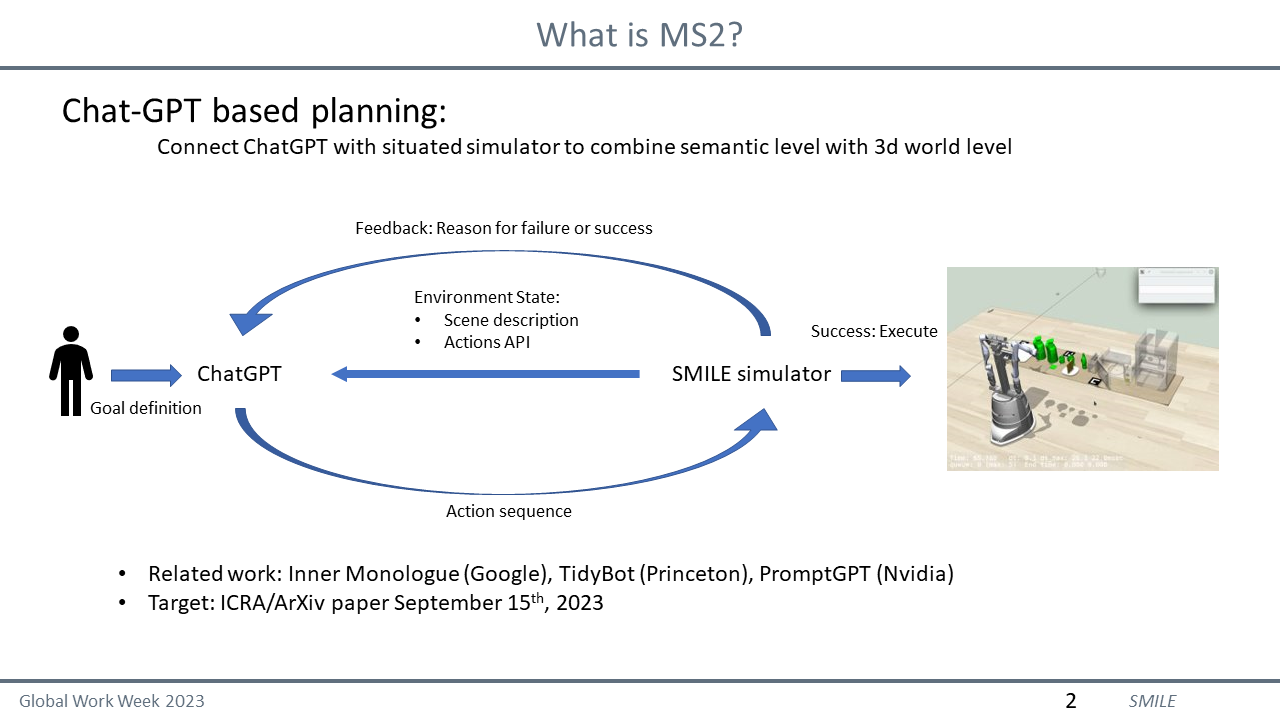 What is MS2?
Chat-GPT based planning:
Connect ChatGPT with situated simulator to combine semantic level with 3d world level
Feedback: Reason for failure or success
Environment State:
• Scene description
• Actions API
Success: Execute
ChatGPT
SMILE simulator
Goal definition
Action sequence
• Related work: Inner Monologue (Google), TidyBot (Princeton), PromptGPT (Nvidia)
• Target: ICRA/ArXiv paper September 15th, 2023
Global Work Week 2023
2
SMILE